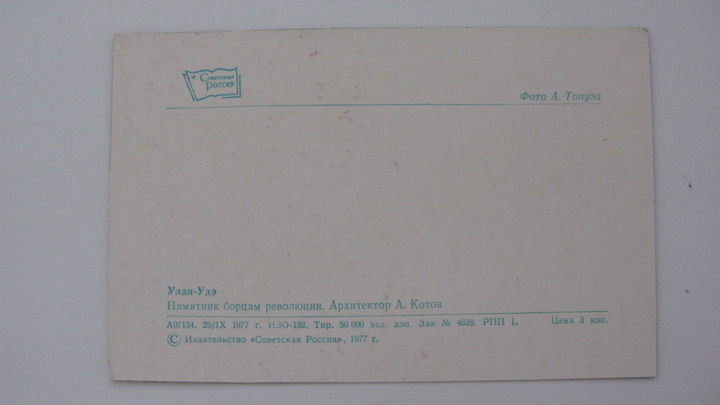 Советская
Россия
Фото А. Топуза
Улан-Удэ
Памятник борцам революции. Архитектор А. Котов
А07134. 29/IX 1977 г. ИЗО-132. Тир. 50 000 экз. доп. Зак № 4628. РПП 1. Цена 3 коп.
© Издательство «Советская Россия», 1977 г.